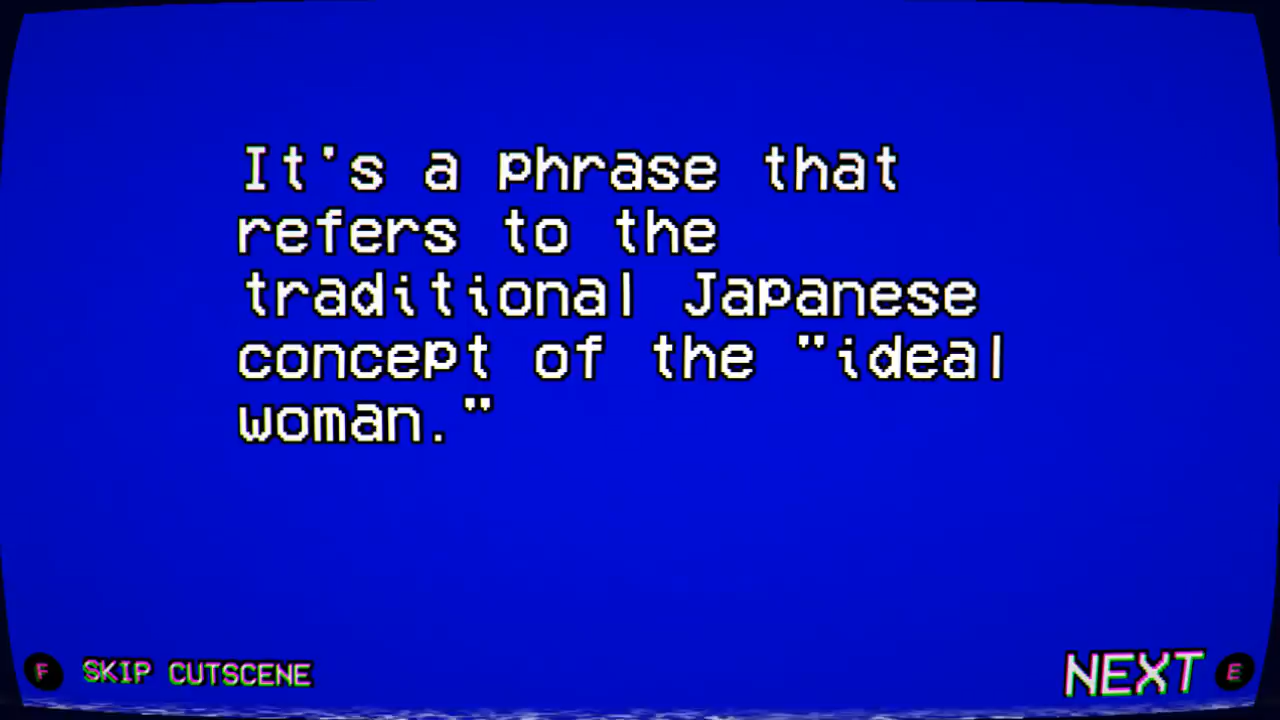 It's a phrase that
refers to the
traditional Japanese
concept of the "ideal
woman."
F SKIP CUTSCENE
NEXT E